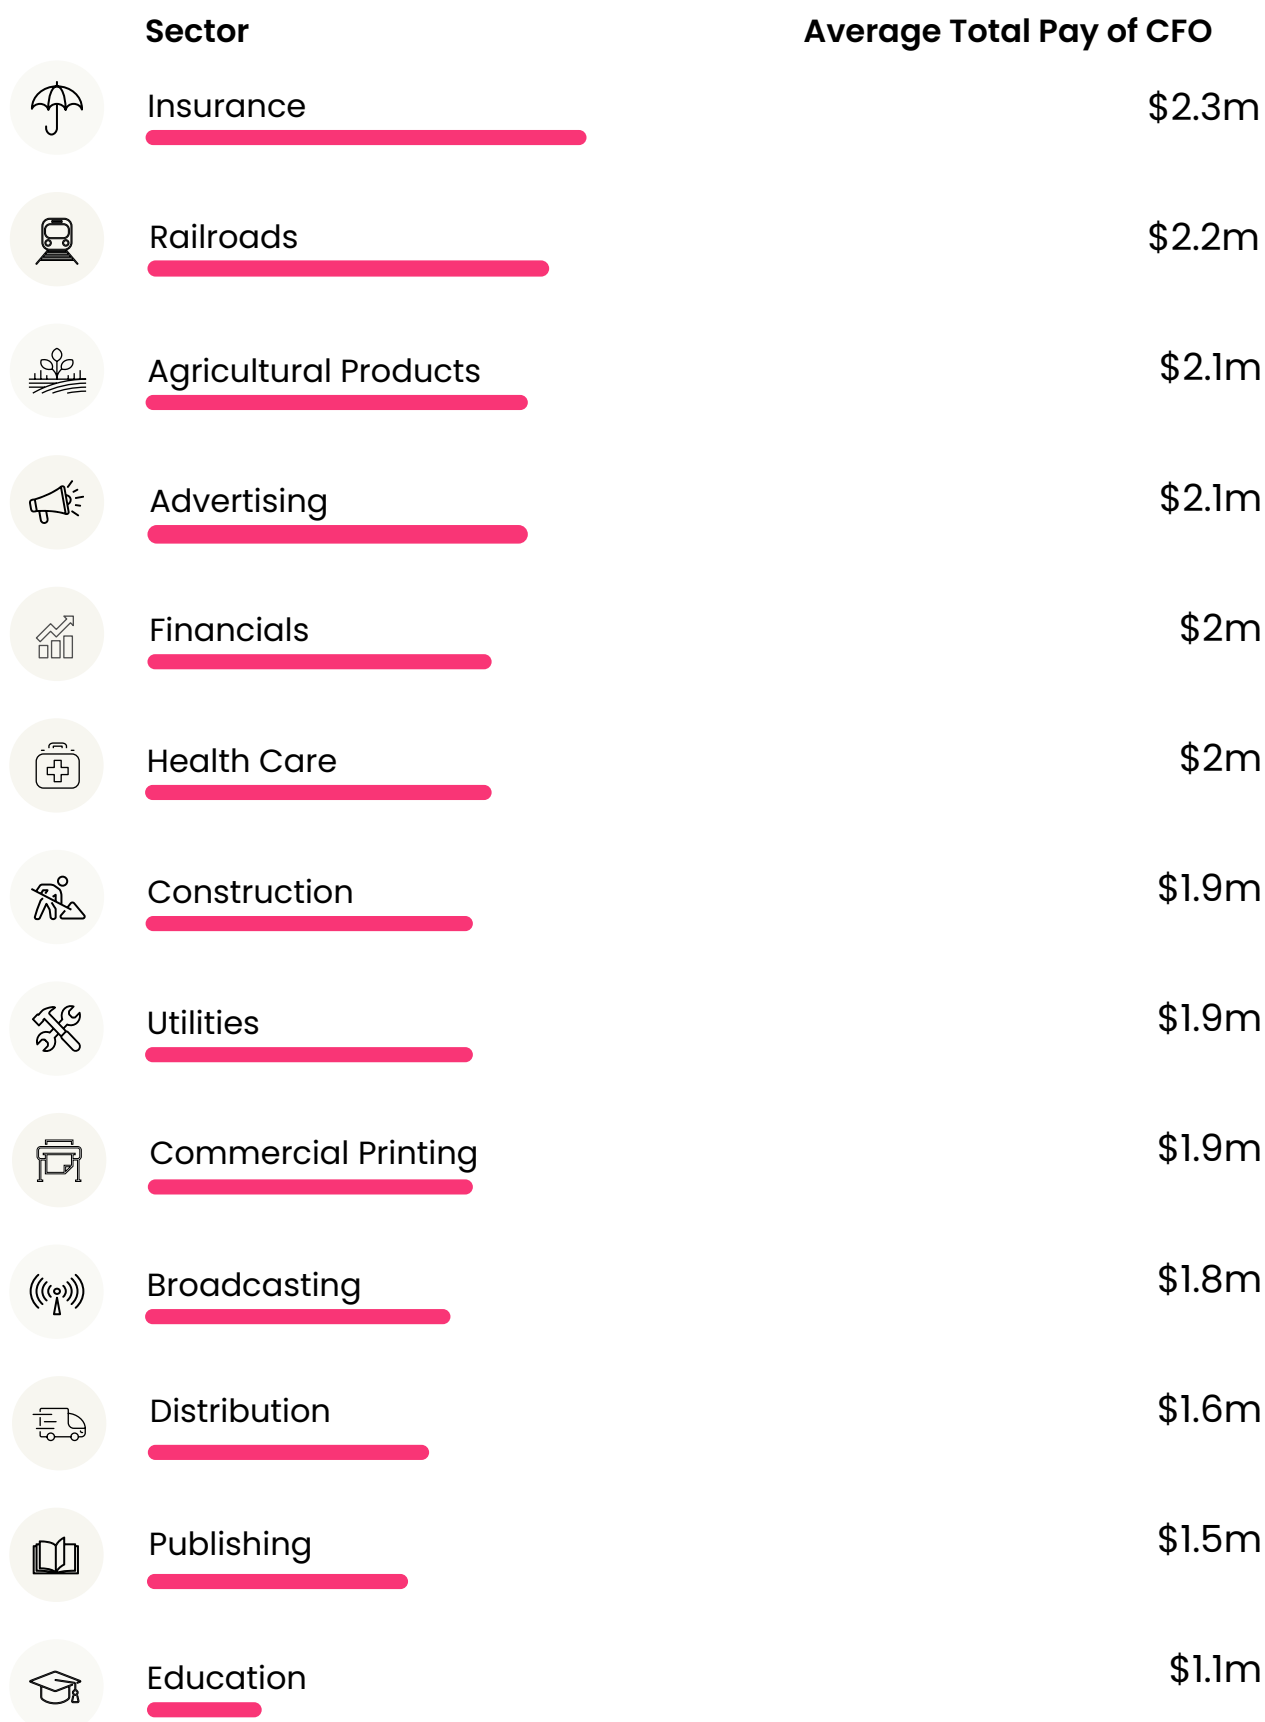 Sector Average Total Pay of CFO
Insurance $2.3m
Railroads $2.2m
Agricultural Products $2.1m
Advertising $2.1m
Financials $2m
Health Care $2m
Construction $1.9m
Utilities $1.9m
Commercial Printing $1.9m
Broadcasting $1.8m
Distribution $1.6m
Publishing $1.5m
Education $1.1m